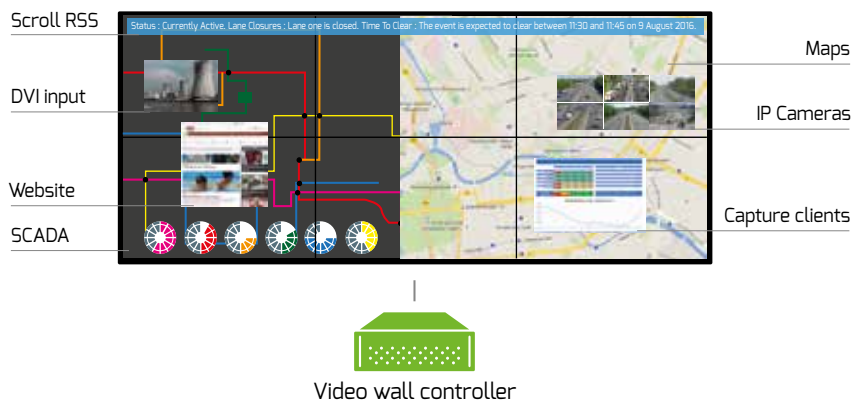 Scroll RSS
Status : Currently Active. Lane Closures : Lane one is closed. Time To Clear : The event is expected to clear between 11:30 and 11:45 on 9 August 2016.
Maps
DVI input
IP Cameras
Website
Capture clients
SCADA
Video wall controller